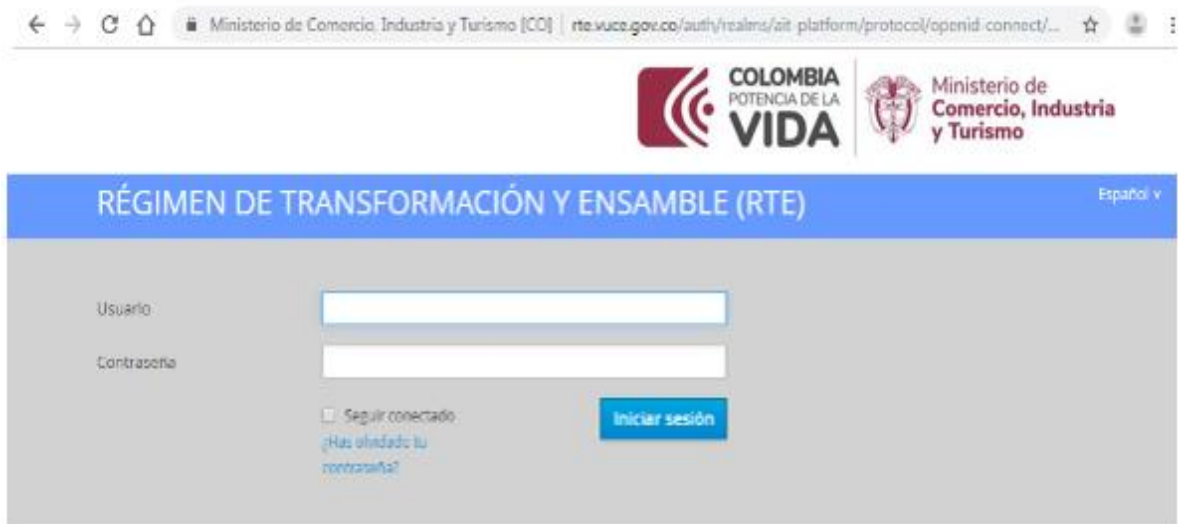 Ministerio de Comercio, Industria y Turismo [CO] | rte.vuce.gov.co/auth/realms/ait-platform/protocol/openid-connect/...
COLOMBIA
POTENCIA DE LA
VIDA
Ministerio de
Comercio, Industria
y Turismo
RÉGIMEN DE TRANSFORMACIÓN Y ENSAMBLE (RTE)
Español
Usuario
Contraseña
Seguir conectado
Iniciar sesión
¿Has olvidado tu
contraseña?